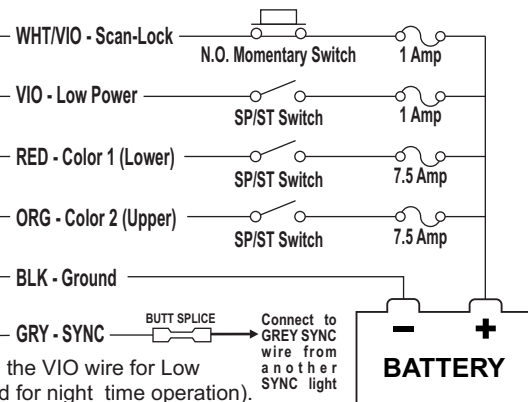 WHT/VIO - Scan-Lock
N.O. Momentary Switch
1 Amp
VIO - Low Power
SP/ST Switch
1 Amp
RED - Color 1 (Lower)
SP/ST Switch
7.5 Amp
ORG - Color 2 (Upper)
SP/ST Switch
7.5 Amp
BLK - Ground
GRY - SYNC
BUTT SPLICE
Connect to
GREY SYNC
wire from
another
SYNC light
- +
BATTERY
the VIO wire for Low
d for night time operation).